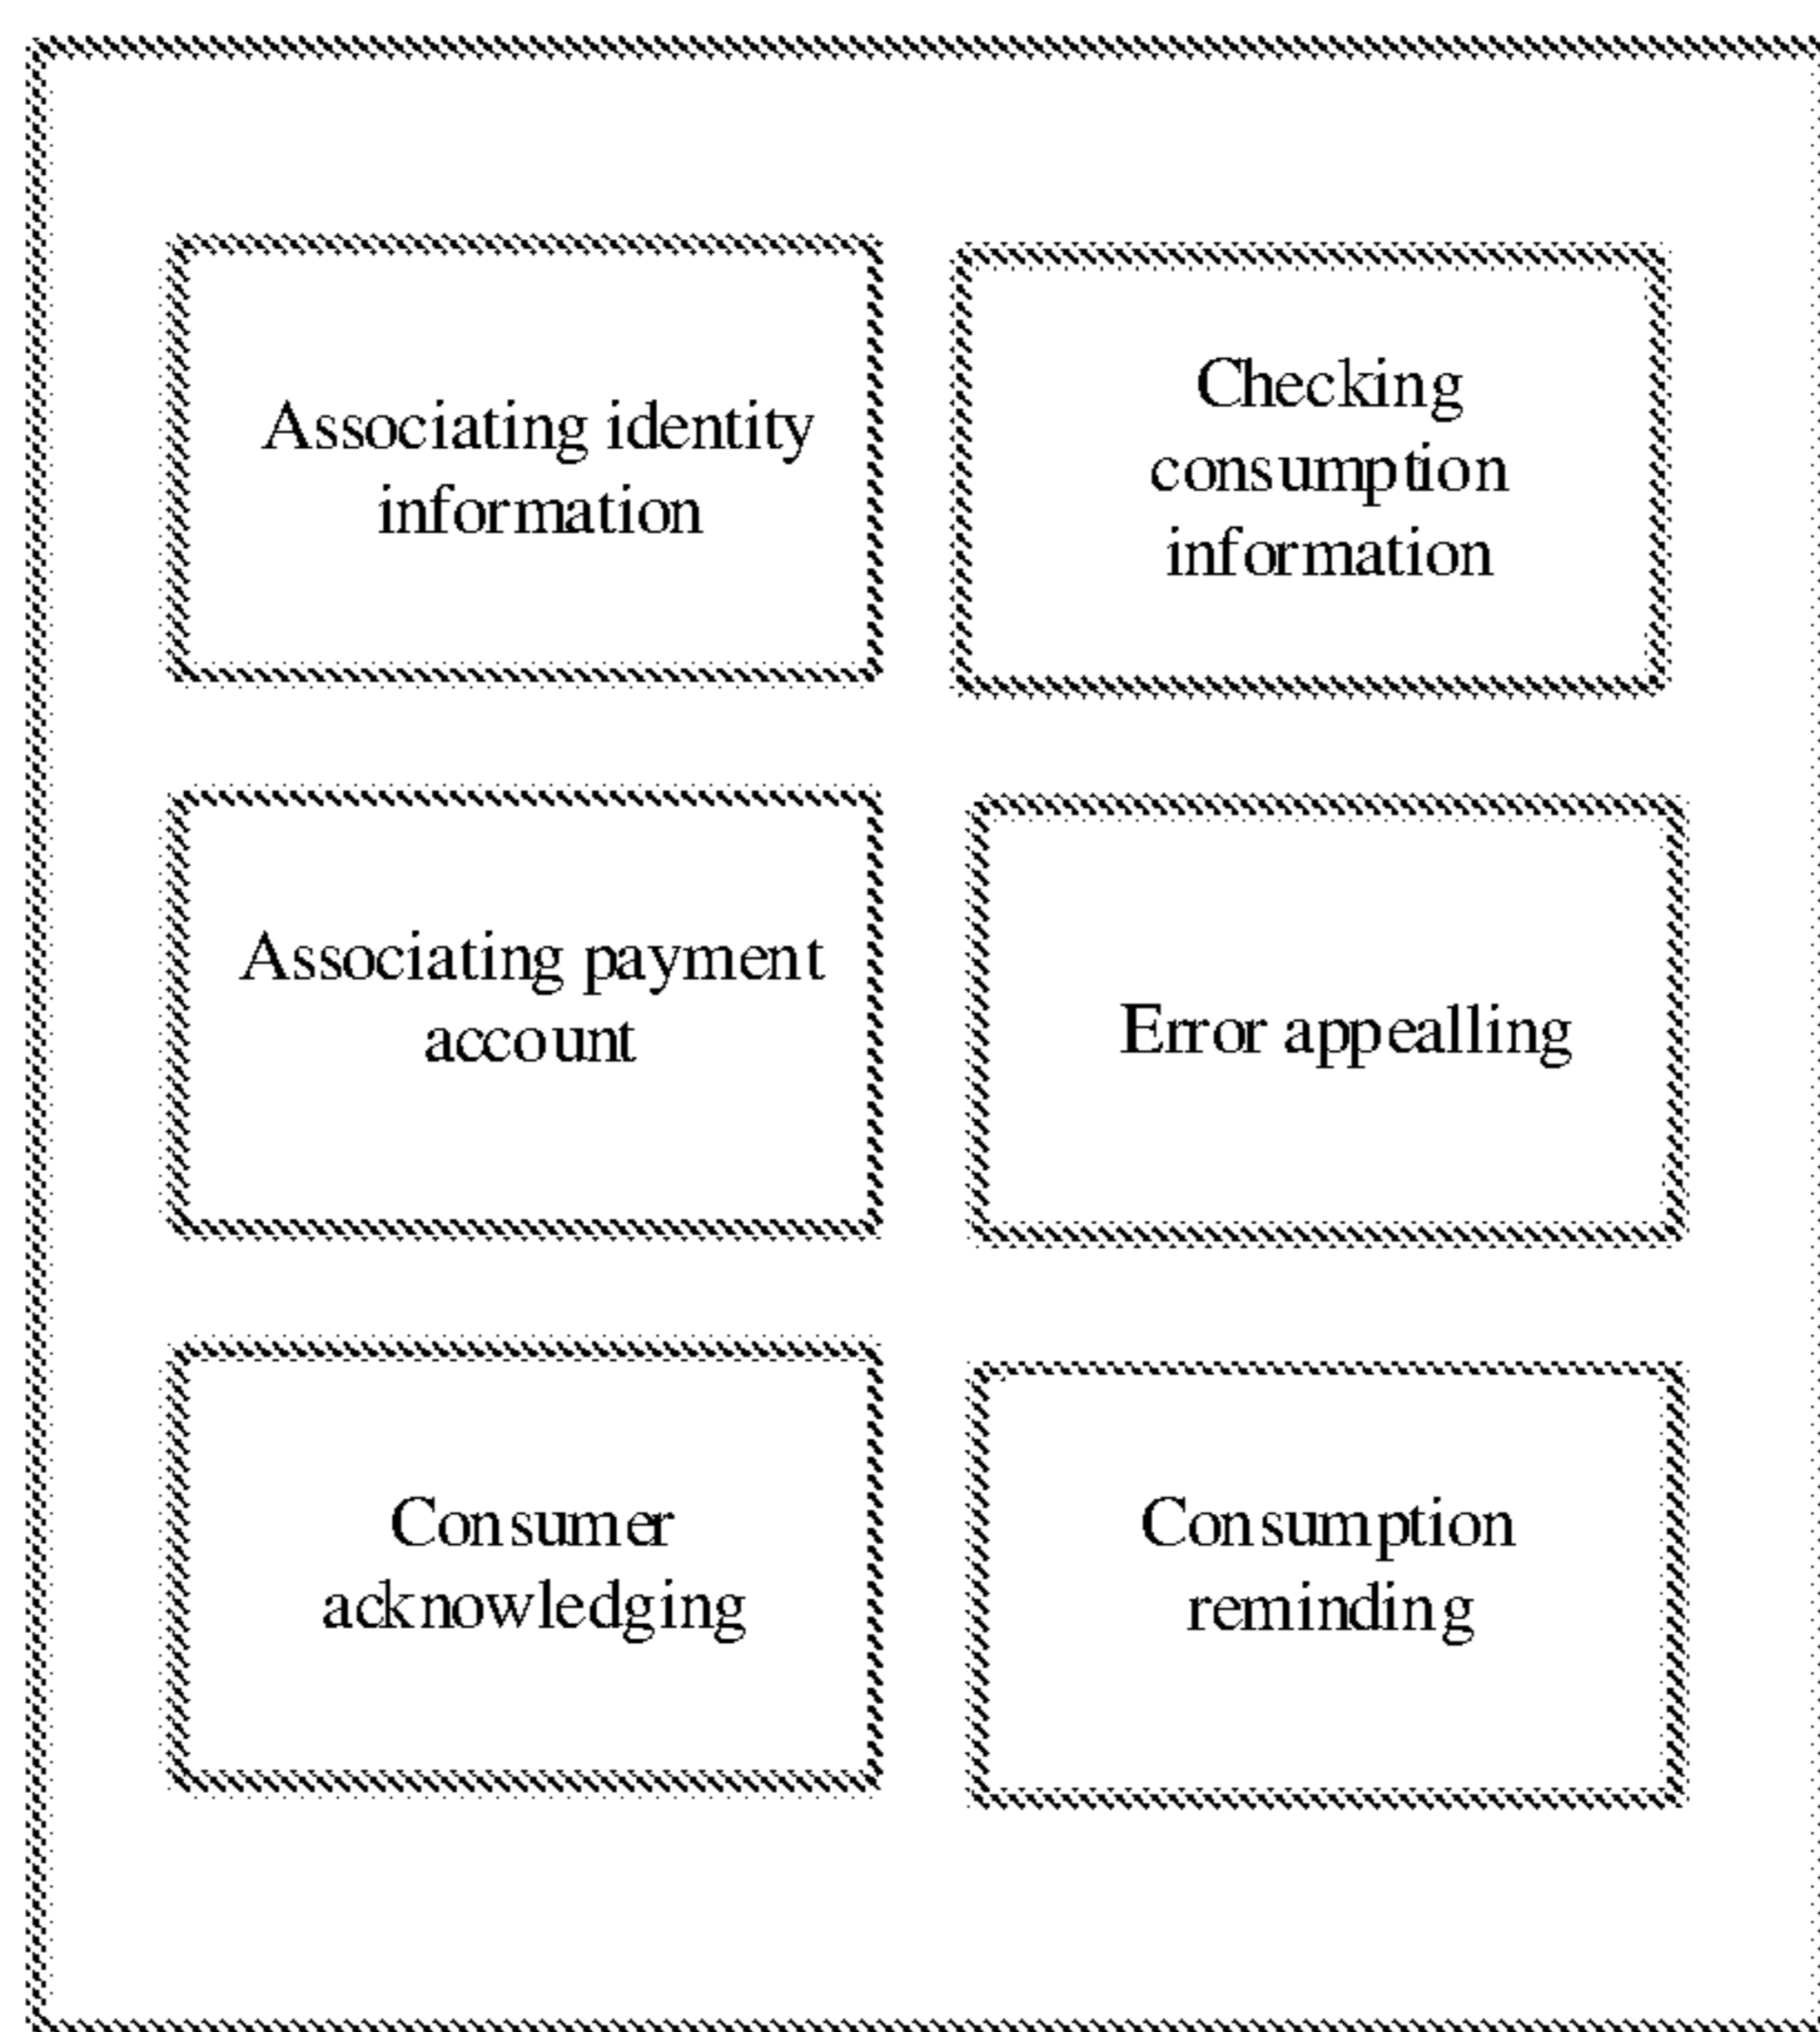 Associating identity
information
Checking
consumption
information
Associating payment
account
Error appealling
Consumer
acknowledging
Consumption
reminding